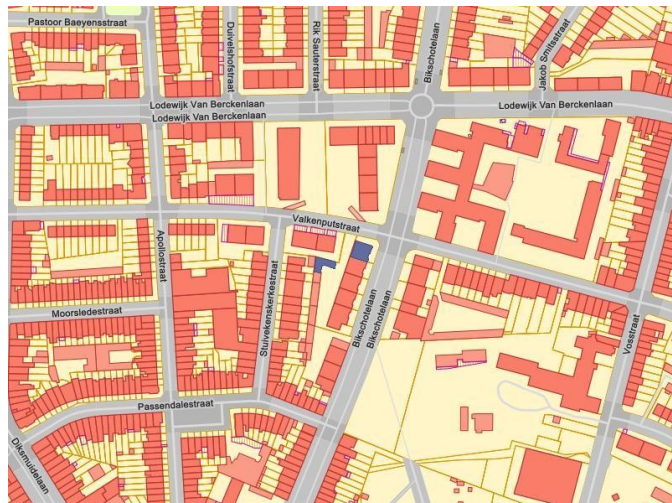 Pastoor Baeyensstraat
Duivelshofstraat
Rik Sauterstraat
Bikschotelaan
Jakob Smitsstraat
Lodewijk Van Berckenlaan
Lodewijk Van Berckenlaan
Lodewijk Van Berckenlaan
Valkenputstraat
Apollostraat
Stuivekenskerkestraat
Bikschotelaan
Bikschotelaan
Moorsledestraat
Vosstraat
Passendalestraat
Diksmuidelaan